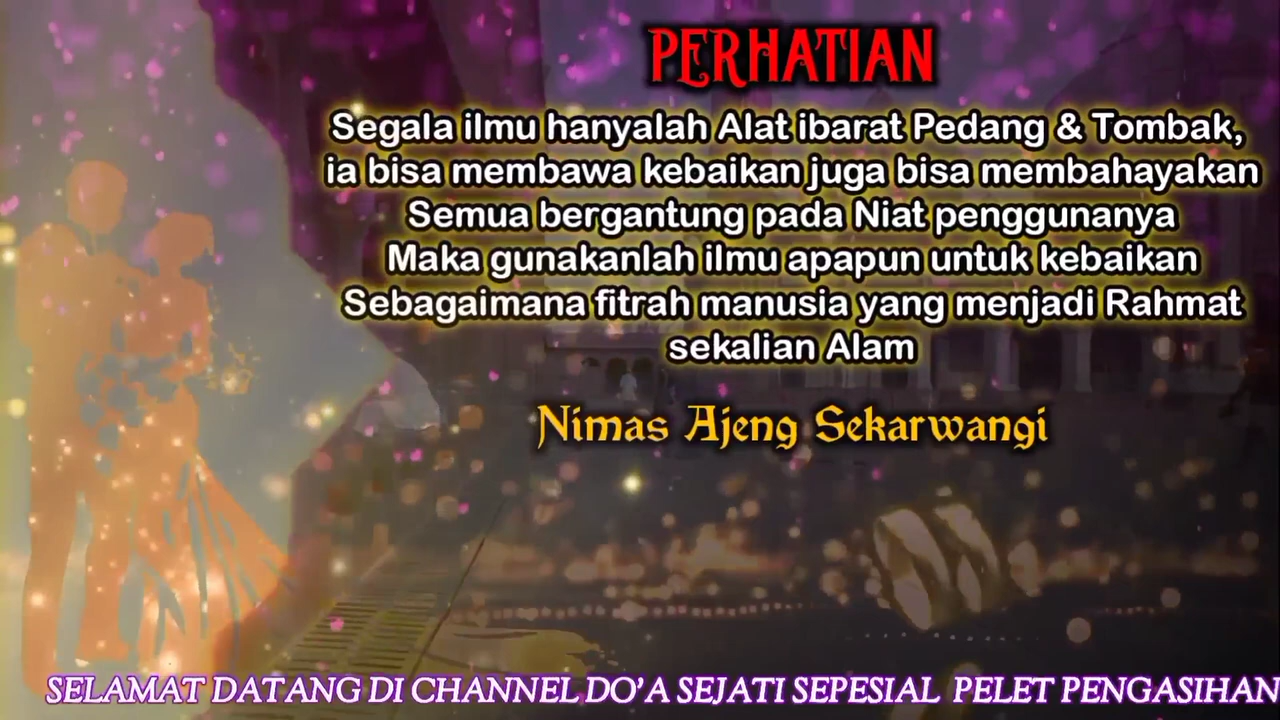 PERHATIAN
Segala ilmu hanyalah Alat ibarat Pedang & Tombak,
ia bisa membawa kebaikan juga bisa membahayakan
Semua bergantung pada Niat penggunanya
Maka gunakanlah ilmu apapun untuk kebaikan
Sebagaimana fitrah manusia yang menjadi Rahmat
sekalian Alam
Nimas Ajeng Sekarwangi
SELAMAT DATANG DI CHANNEL DO'A SEJATI SEPESIAL PELET PENGASIHAN